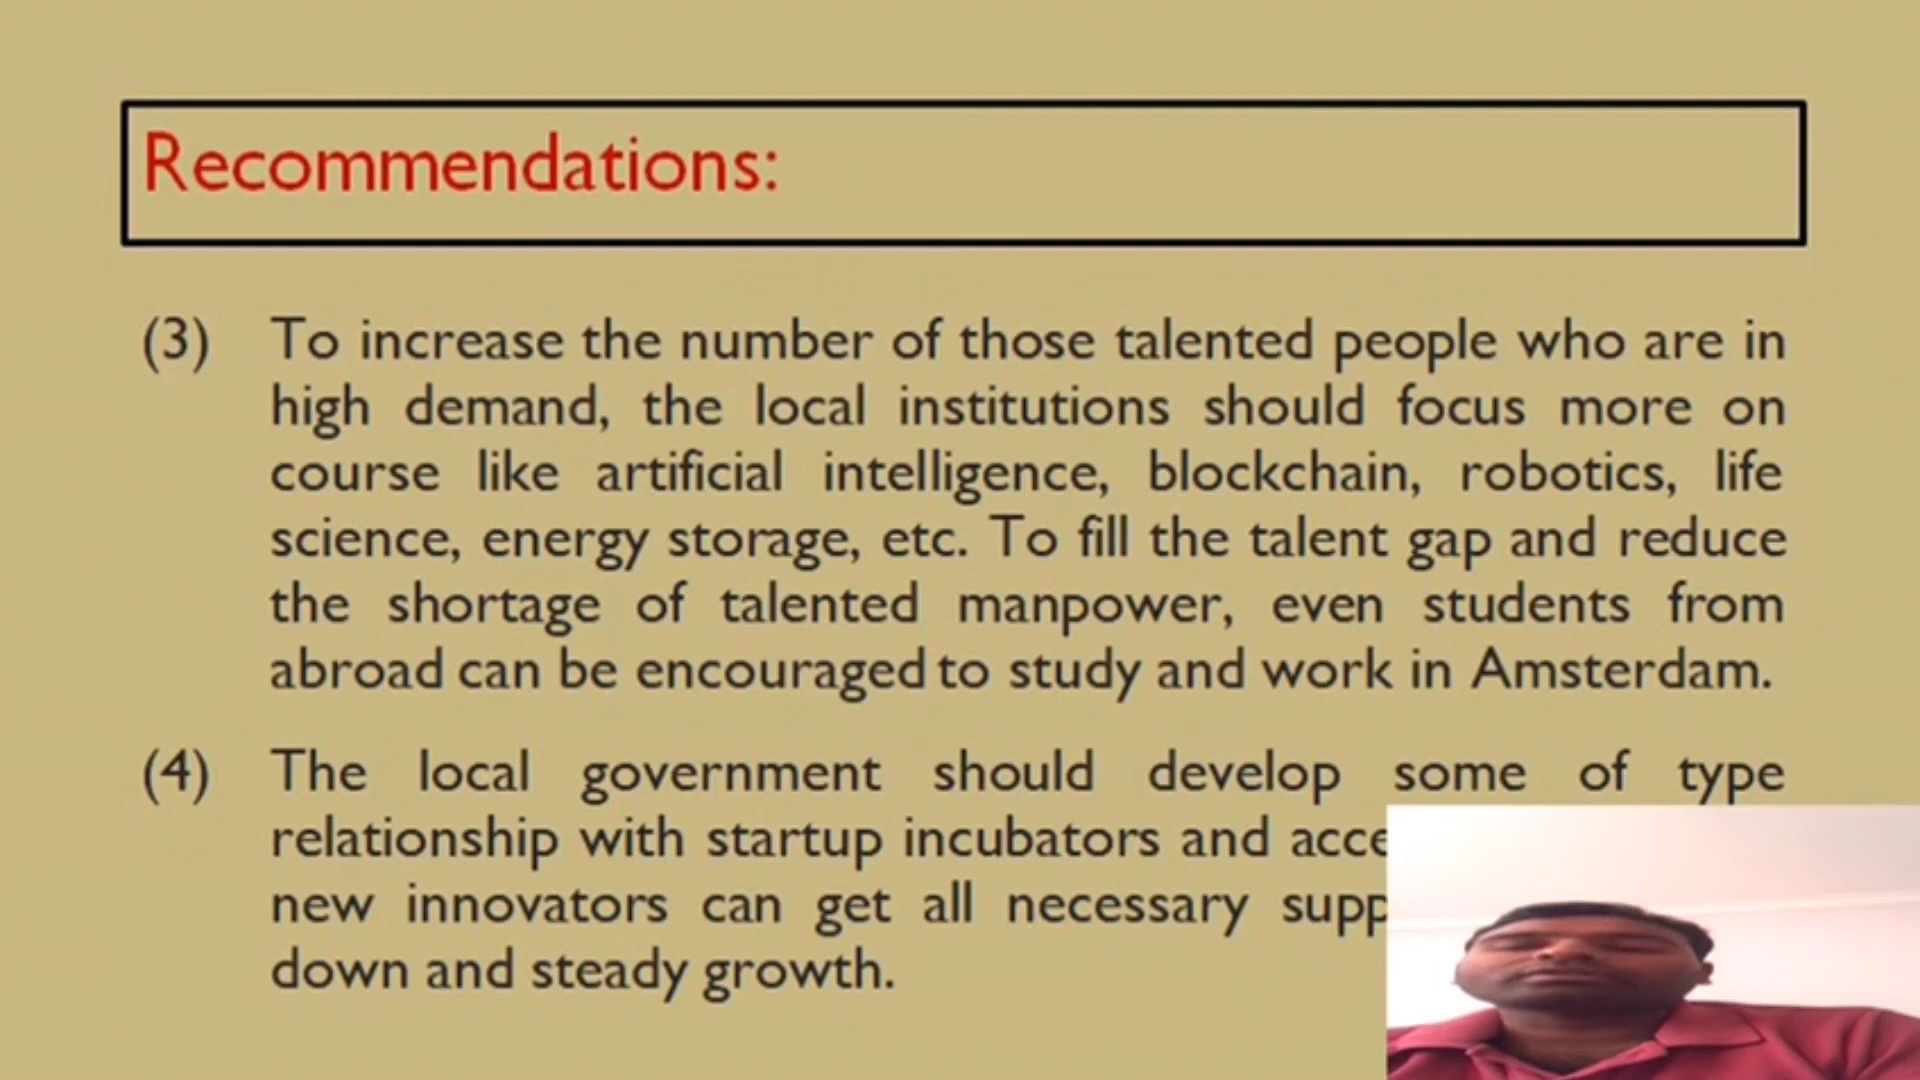 Recommendations:
(3) To increase the number of those talented people who are in
high demand, the local institutions should focus more on
course like artificial intelligence, blockchain, robotics, life
science, energy storage, etc. To fill the talent gap and reduce
the shortage of talented manpower, even students from
abroad can be encouraged to study and work in Amsterdam.
(4) The local government should develop some of type
relationship with startup incubators and
new innovators can get all necessary
down and steady growth.